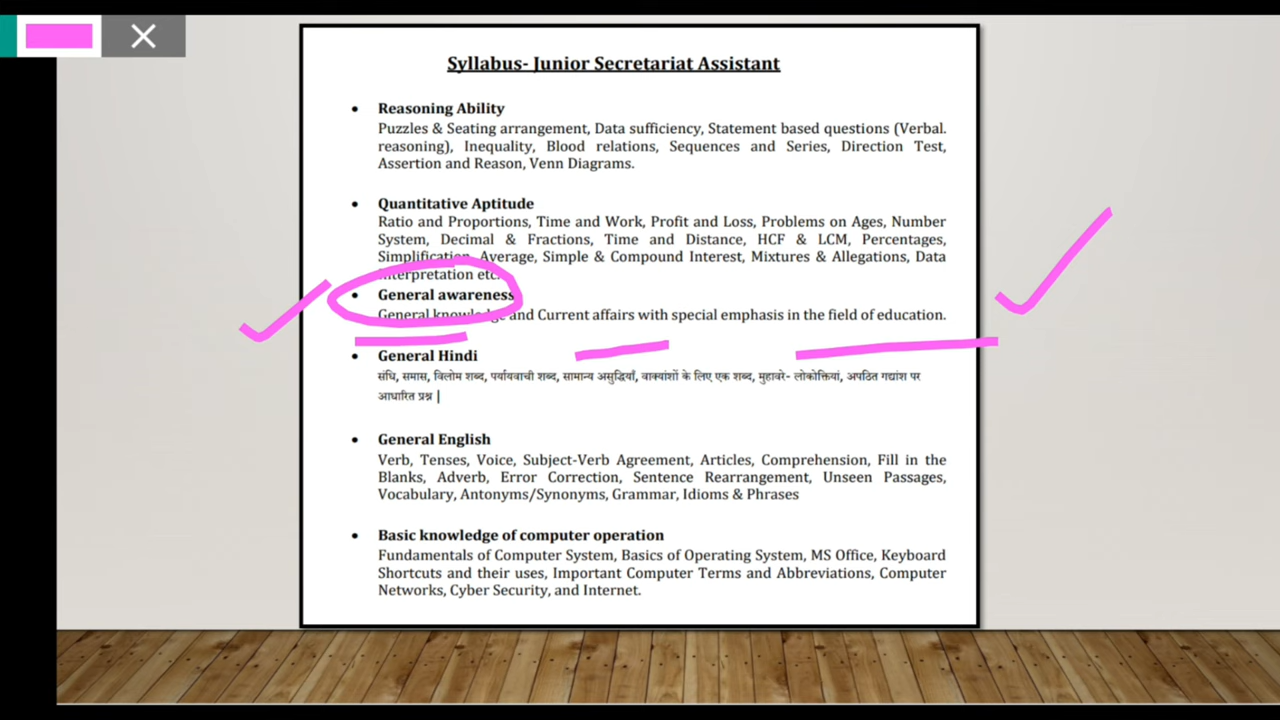 Syllabus- Junior Secretariat Assistant
• Reasoning Ability
Puzzles & Seating arrangement, Data sufficiency, Statement based questions (Verbal.
reasoning), Inequality, Blood relations, Sequences and Series, Direction Test,
Assertion and Reason, Venn Diagrams.
• Quantitative Aptitude
Ratio and Proportions, Time and Work, Profit and Loss, Problems on Ages, Number
System, Decimal & Fractions, Time and Distance, HCF & LCM, Percentages,
Simplification, Average, Simple & Compound Interest, Mixtures & Allegations, Data
Interpretation etc.
• General awareness
General knowledge and Current affairs with special emphasis in the field of education.
• General Hindi
संधि, समास, विलोम शब्द, पर्यायवाची शब्द, सामान्य असुद्धियाँ, वाक्यांशों के लिए एक शब्द, मुहावरे- लोकोक्तियां, अपठित गद्यांश पर
आधारित प्रश्न |
• General English
Verb, Tenses, Voice, Subject-Verb Agreement, Articles, Comprehension, Fill in the
Blanks, Adverb, Error Correction, Sentence Rearrangement, Unseen Passages,
Vocabulary, Antonyms/Synonyms, Grammar, Idioms & Phrases
• Basic knowledge of computer operation
Fundamentals of Computer System, Basics of Operating System, MS Office, Keyboard
Shortcuts and their uses, Important Computer Terms and Abbreviations, Computer
Networks, Cyber Security, and Internet.